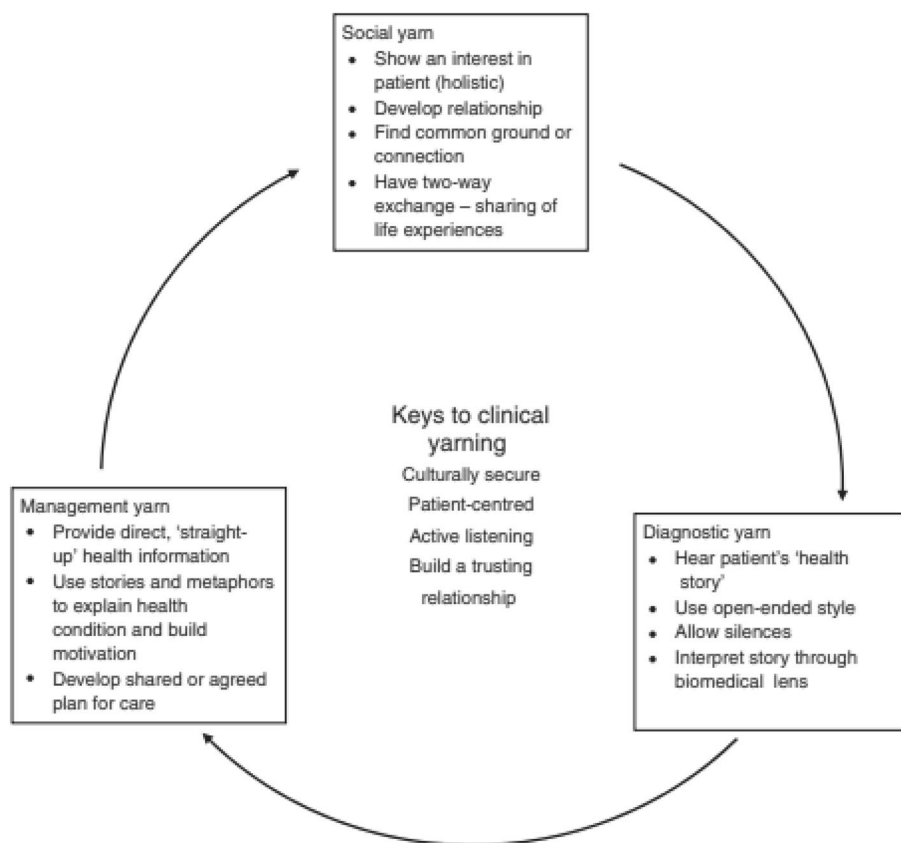 Social yarn
• Show an interest in
patient (holistic)
• Develop relationship
• Find common ground or
connection
• Have two-way
exchange – sharing of
life experiences
Keys to clinical
yarning
Culturally secure
Patient-centred
Active listening
Build a trusting
relationship
Management yarn
• Provide direct, ‘straight-
up’ health information
• Use stories and metaphors
to explain health
condition and build
motivation
• Develop shared or agreed
plan for care
Diagnostic yarn
• Hear patient’s ‘health
story’
• Use open-ended style
• Allow silences
• Interpret story through
biomedical lens